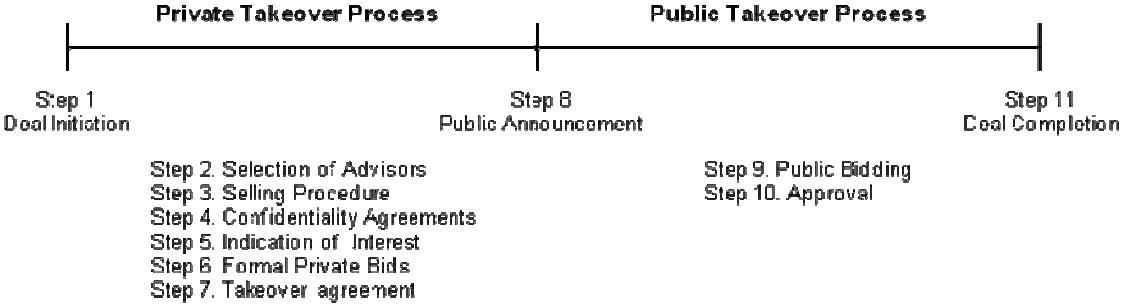 Private Takeover Process
Public Takeover Process
Step 1
Deal Initiation
Step 8
Public Announcement
Step 11
Deal Completion
Step 2. Selection of Advisors
Step 3. Selling Procedure
Step 4. Confidentiality Agreements
Step 5. Indication of Interest
Step 6 Formal Private Bids
Step 7. Takeover agreement
Step 9. Public Bidding
Step 10. Approval